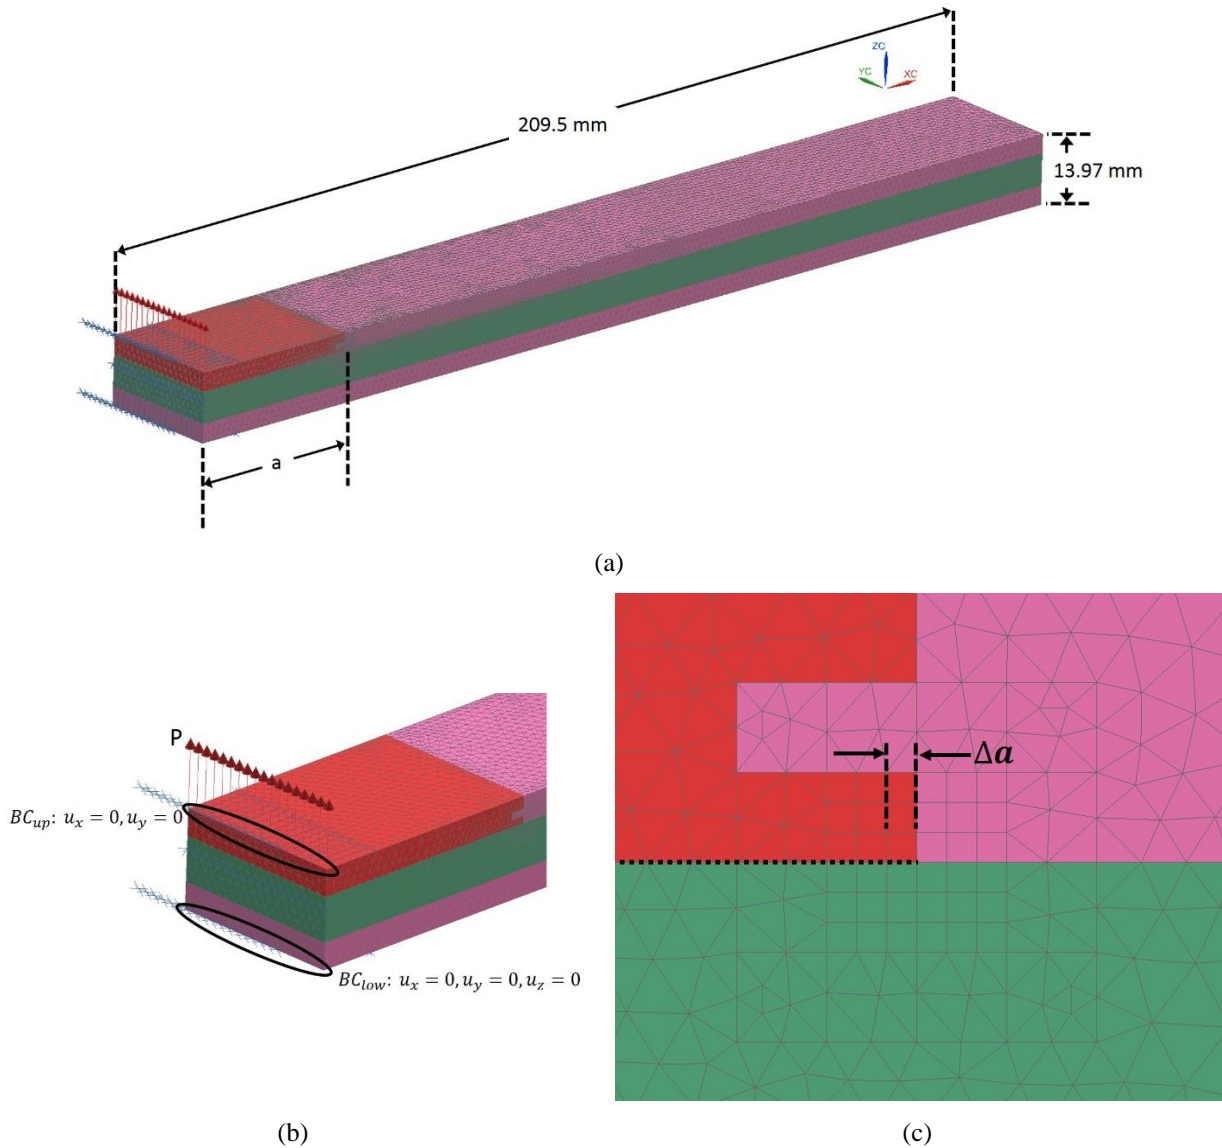 209.5 mm
ZC
YC
XC
13.97 mm
a
(a)
P
BC_up: u_x = 0, u_y = 0
BC_low: u_x = 0, u_y = 0, u_z = 0
Δa
(b)
(c)